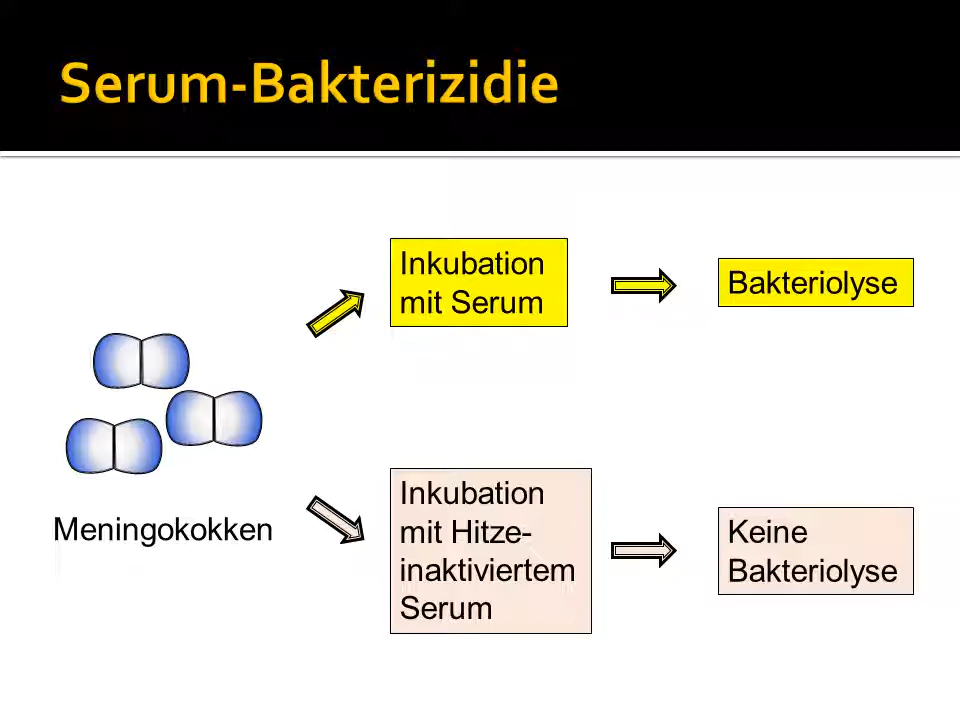 Serum-Bakterizidie
Inkubation
mit Serum
Bakteriolyse
Meningokokken
Inkubation
mit Hitze-
inaktiviertem
Serum
Keine
Bakteriolyse